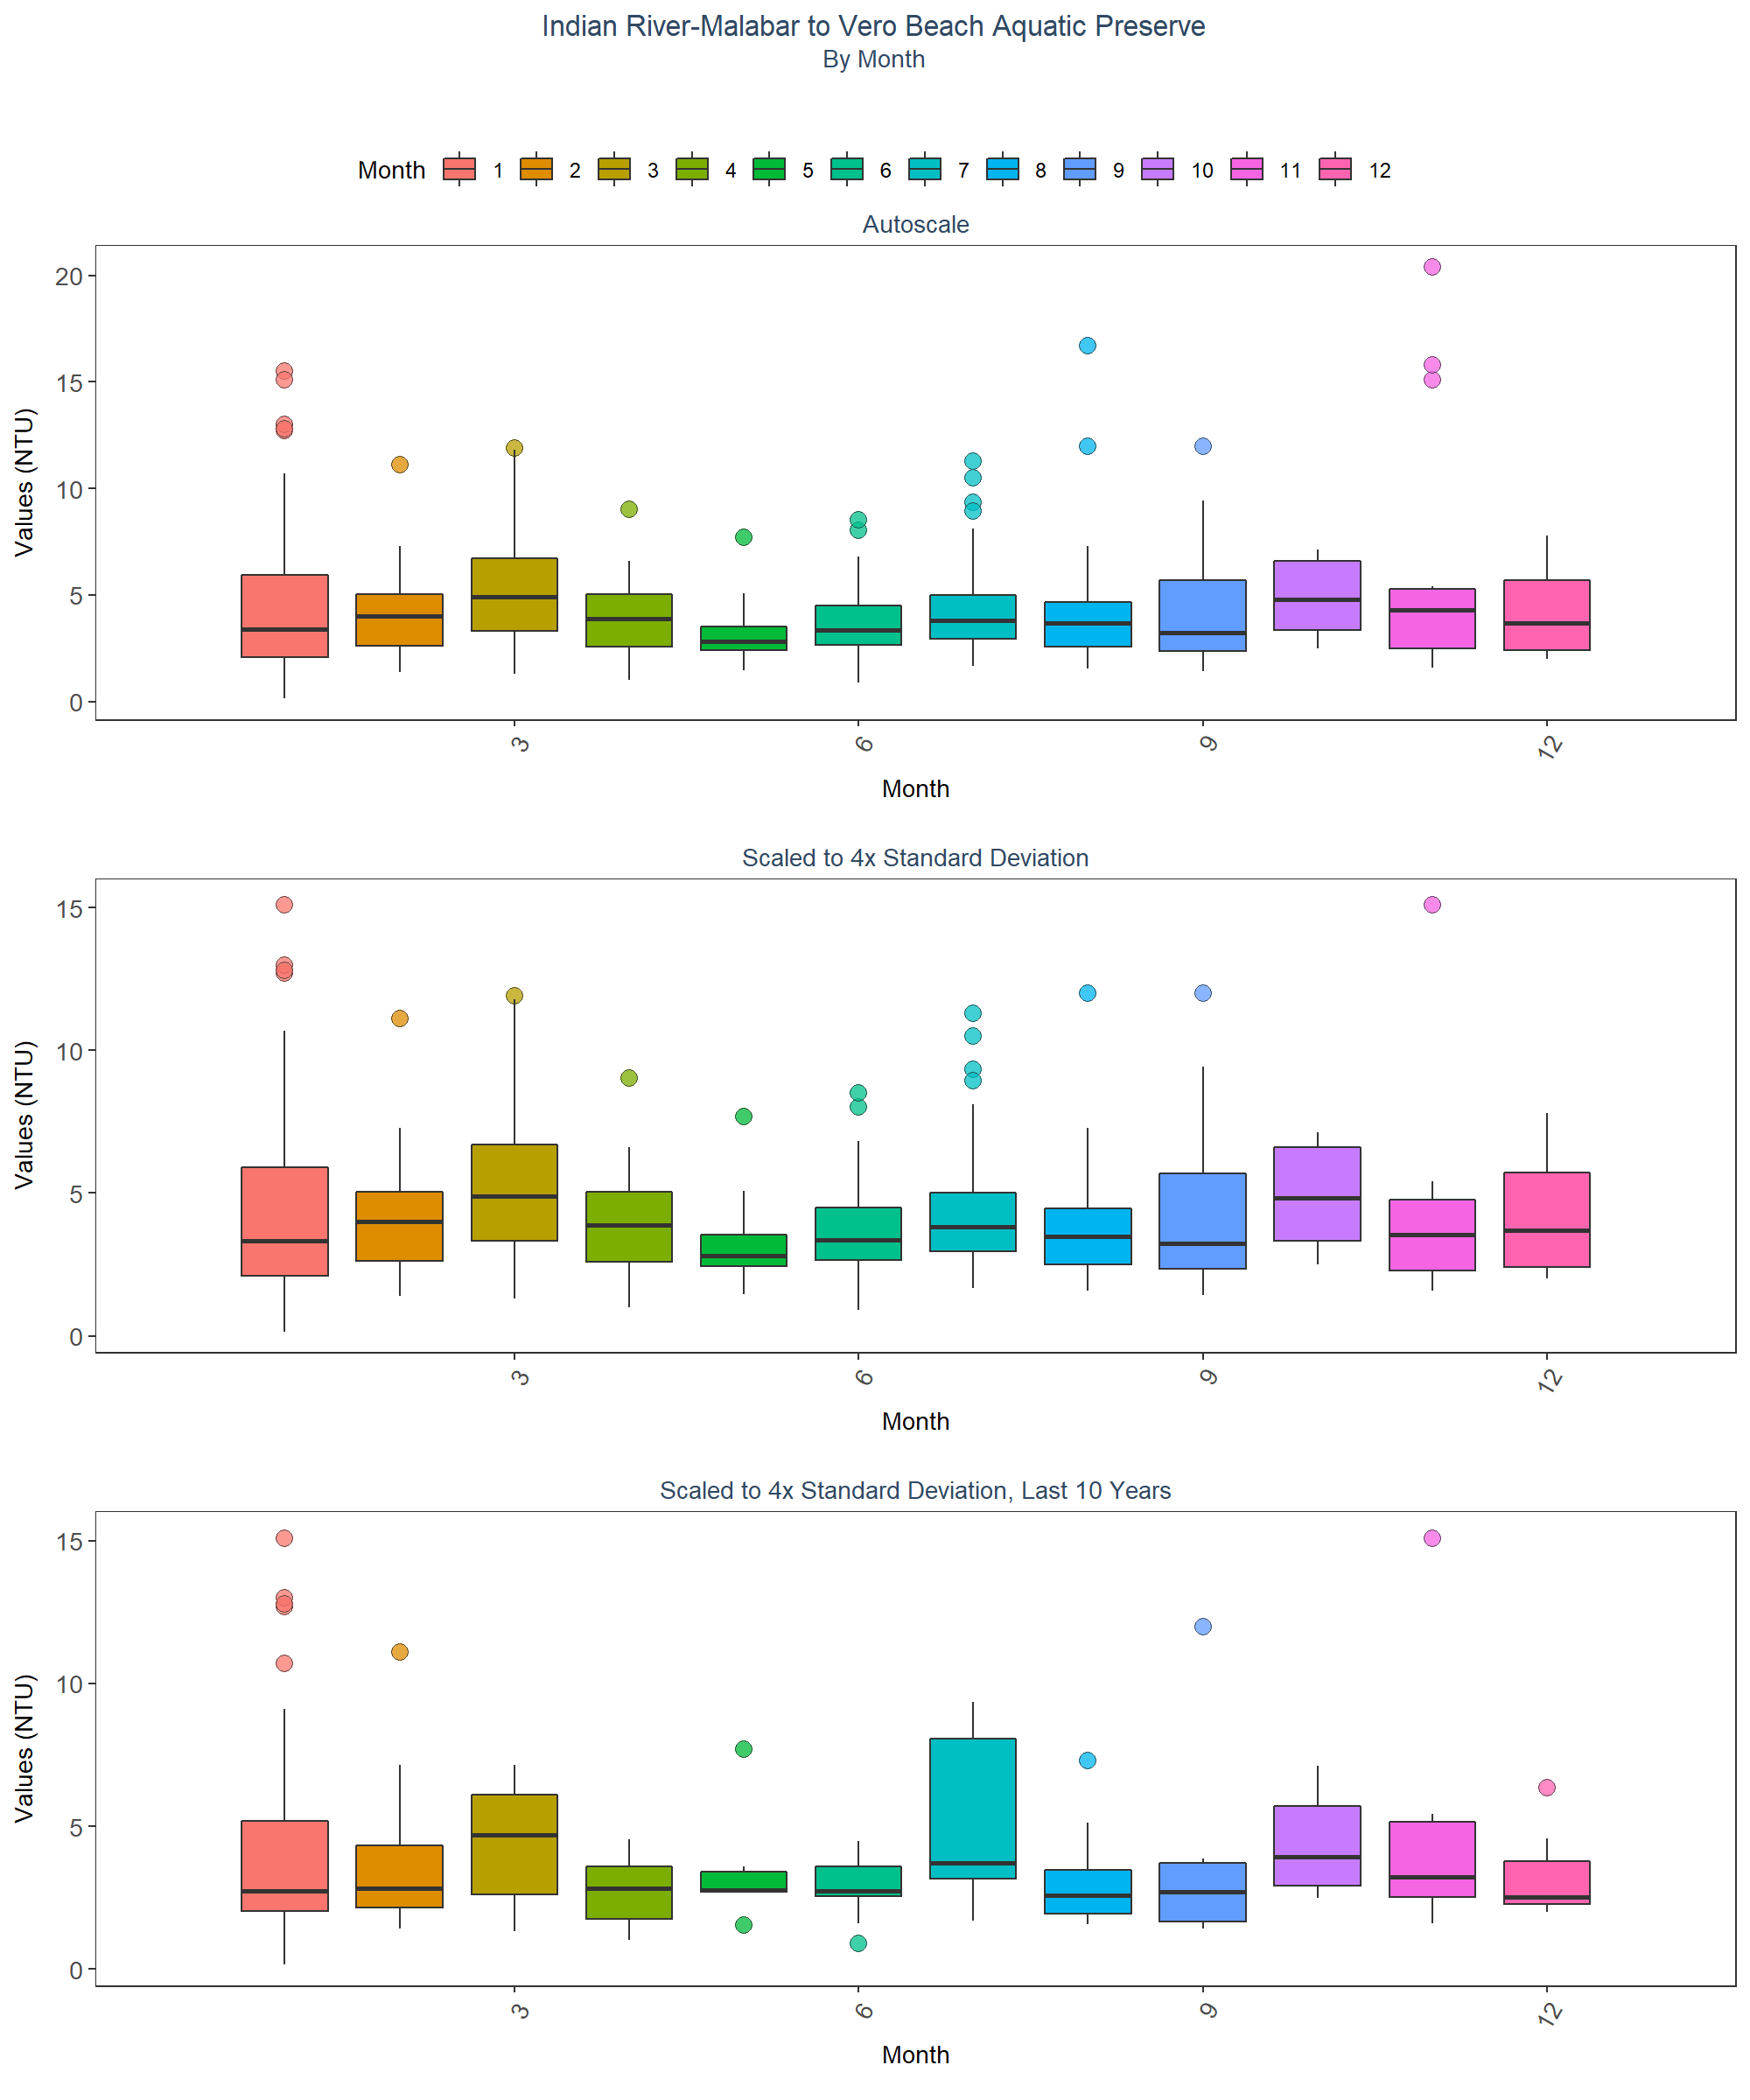 Indian River-Malabar to Vero Beach Aquatic Preserve
By Month
Month 1 2 3 4 5 6 7 8 9 10 11 12
Autoscale
20
15
10
5
0
Values (NTU)
3 6 9 12
Month
Scaled to 4x Standard Deviation
15
10
5
0
Values (NTU)
3 6 9 12
Month
Scaled to 4x Standard Deviation, Last 10 Years
15
10
5
0
Values (NTU)
3 6 9 12
Month